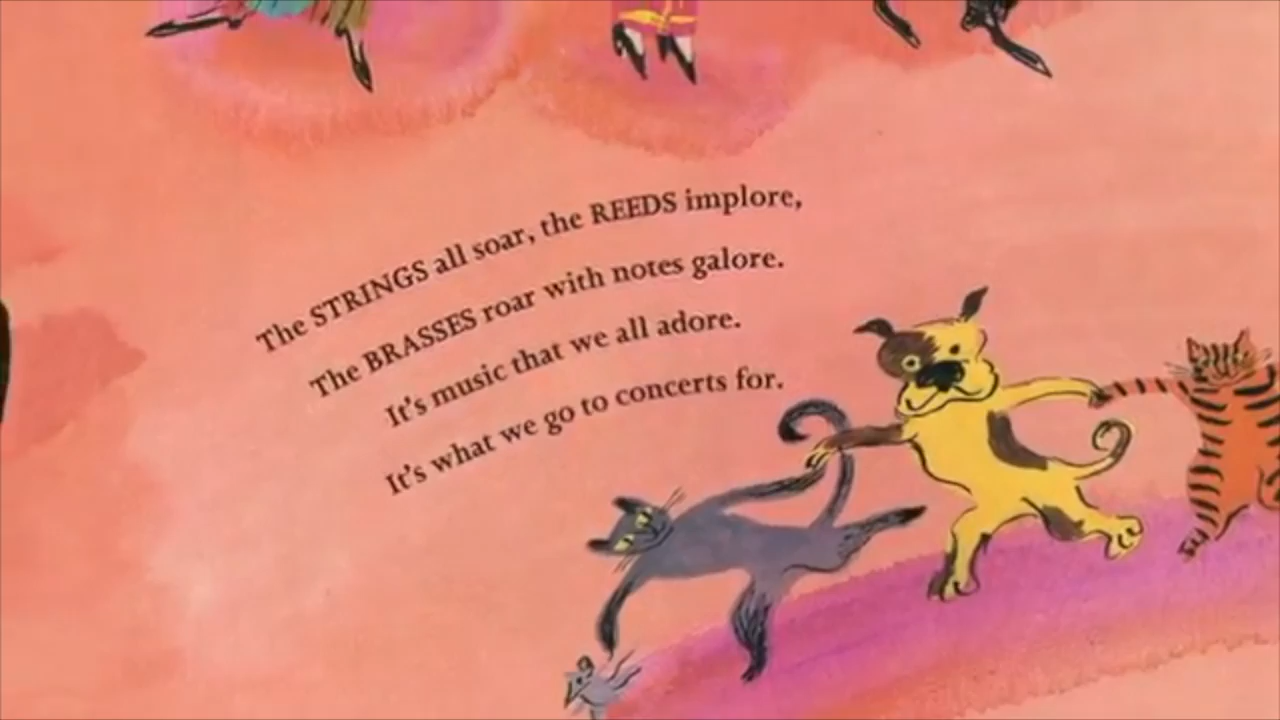 The STRINGS all soar, the REEDS implore,
The BRASSES roar with notes galore.
It's music that we all adore.
It's what we go to concerts for.